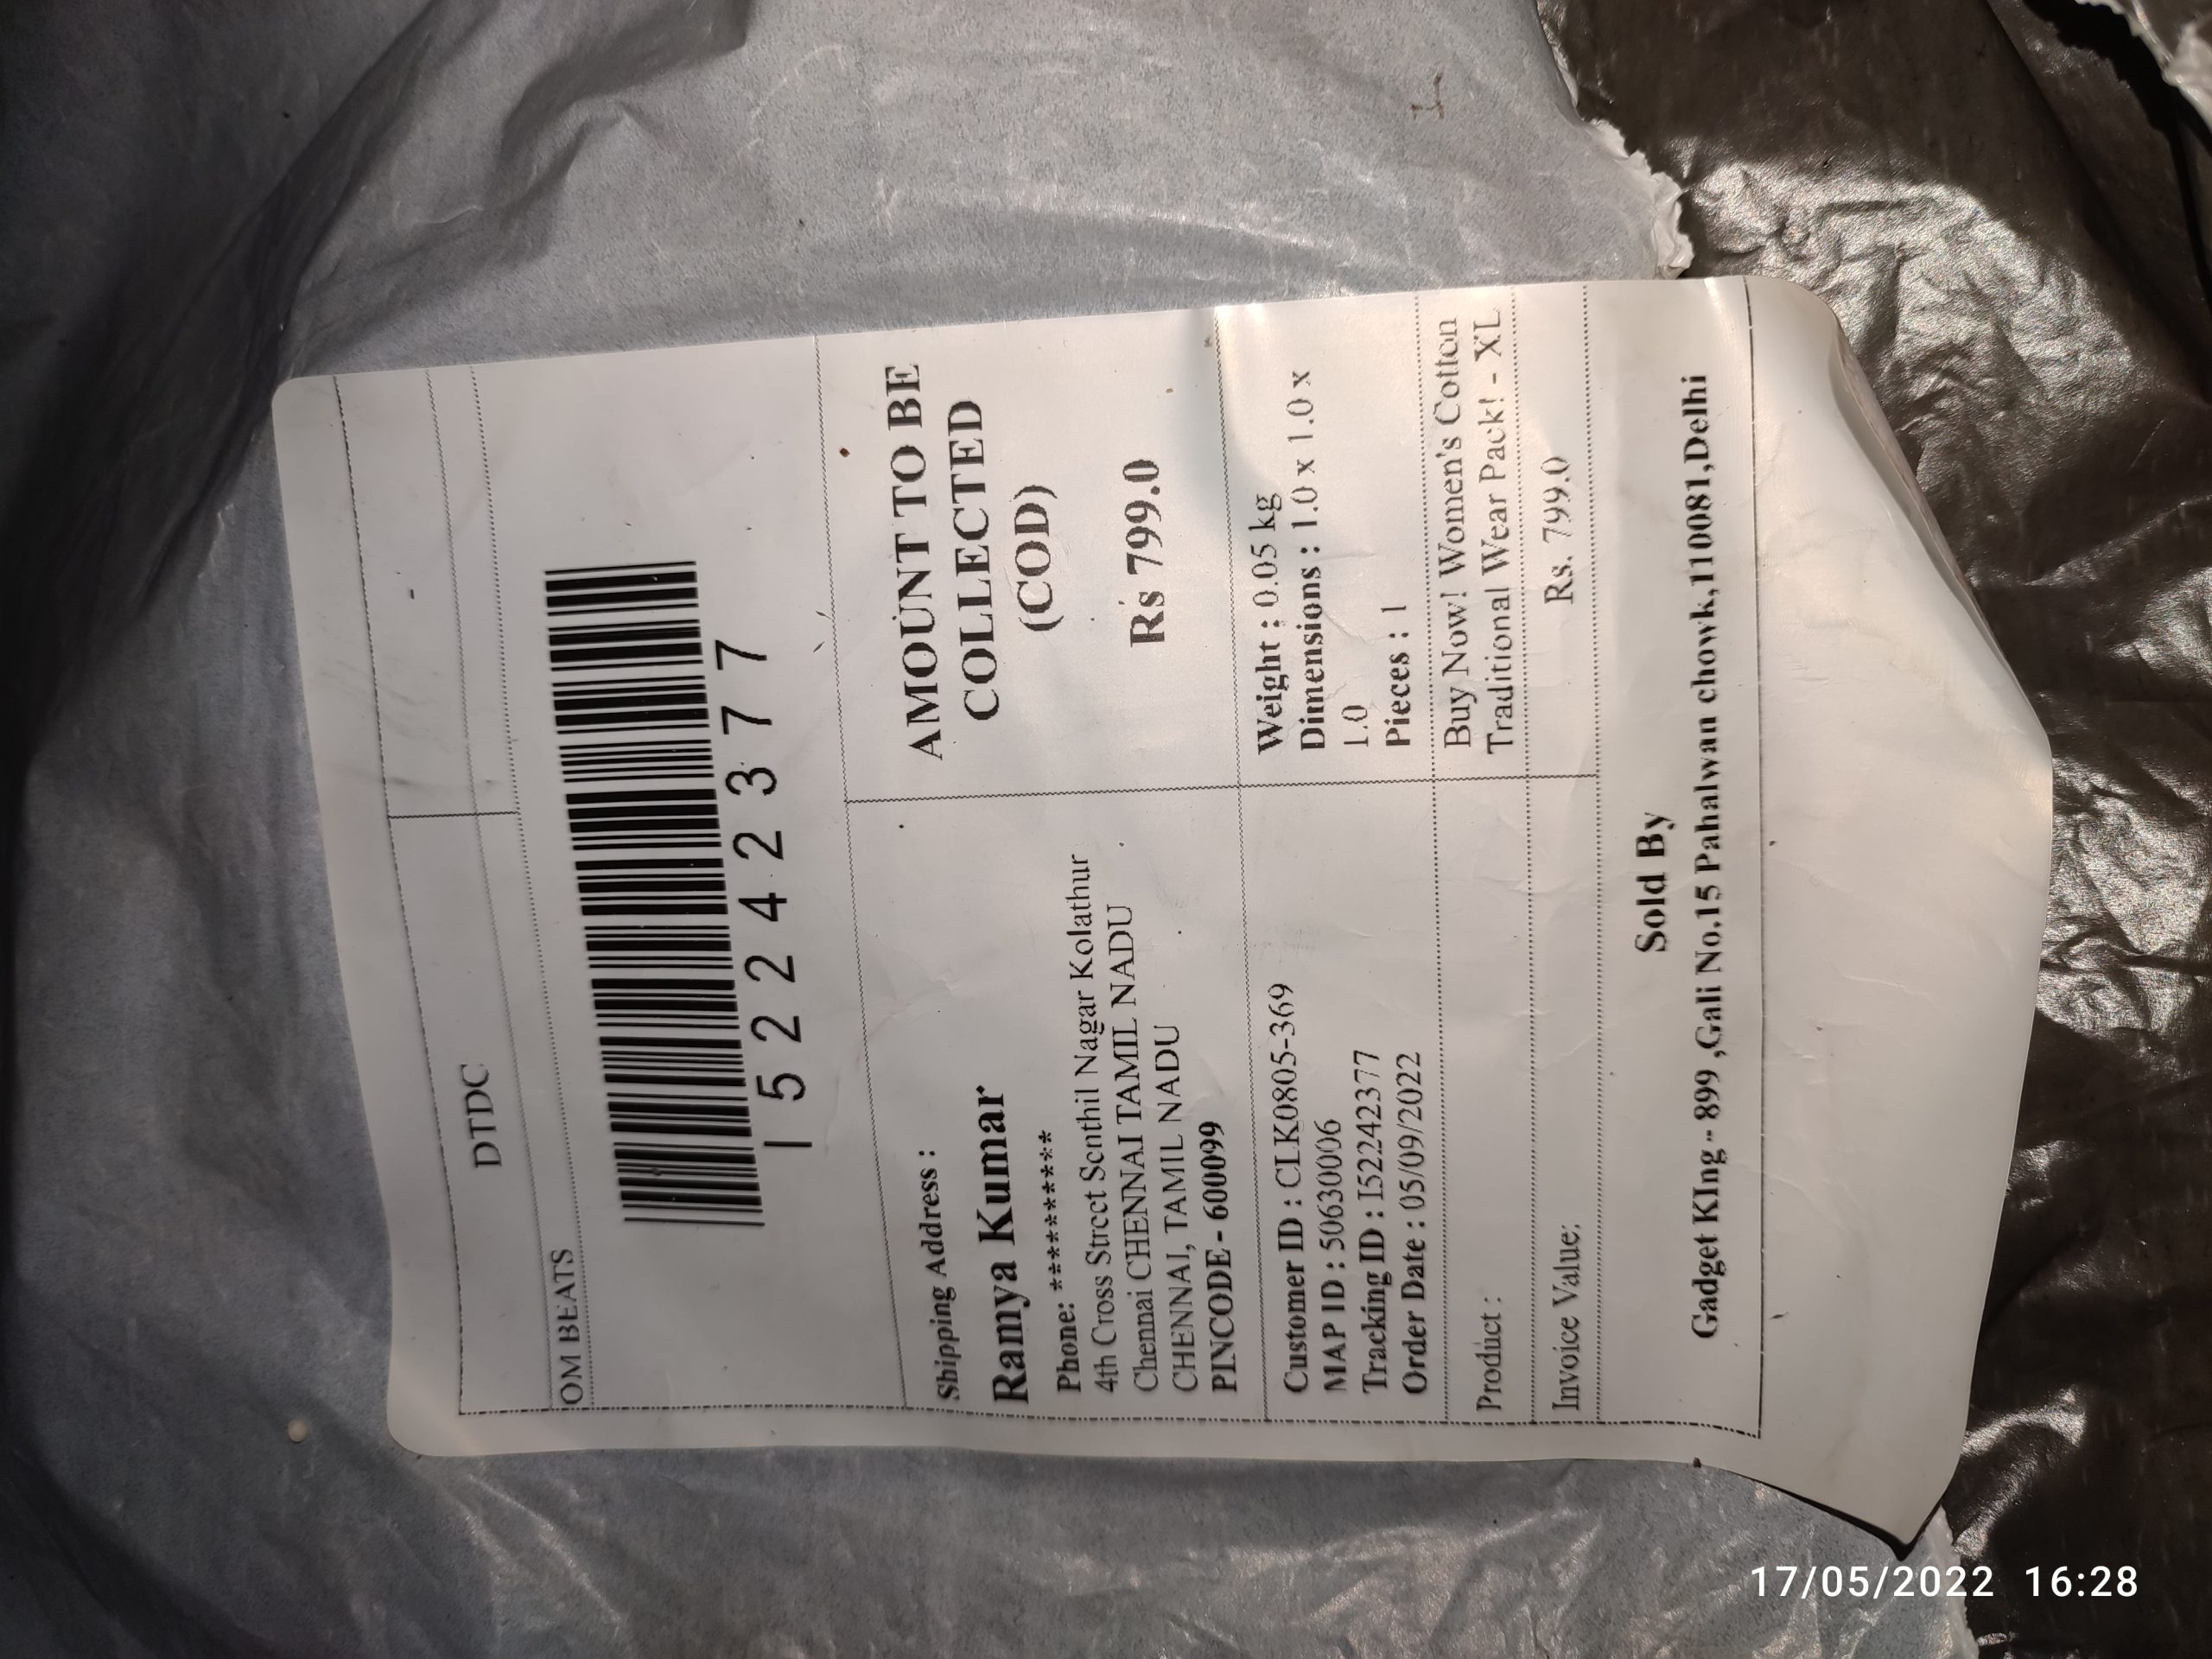 DTDC
OM BEATS
I52242377
Shipping Address :
Ramya Kumar
Phone: **********
4th Cross Street Senthil Nagar Kolathur
Chennai CHENNAI TAMIL NADU
CHENNAI, TAMIL NADU
PINCODE - 600099
AMOUNT TO BE
COLLECTED
(COD)
Rs 799.0
Customer ID : CLK0805-369
MAP ID : 50630006
Tracking ID : I52242377
Order Date : 05/09/2022
Weight : 0.05 kg
Dimensions : 1.0 x 1.0 x
1.0
Pieces : 1
Product :
Buy Now! Women's Cotton
Traditional Wear Pack! - XL
Invoice Value:
Rs. 799.0
Sold By
Gadget KIng - 899 ,Gali No.15 Pahalwan chowk,110081,Delhi
17/05/2022 16:28